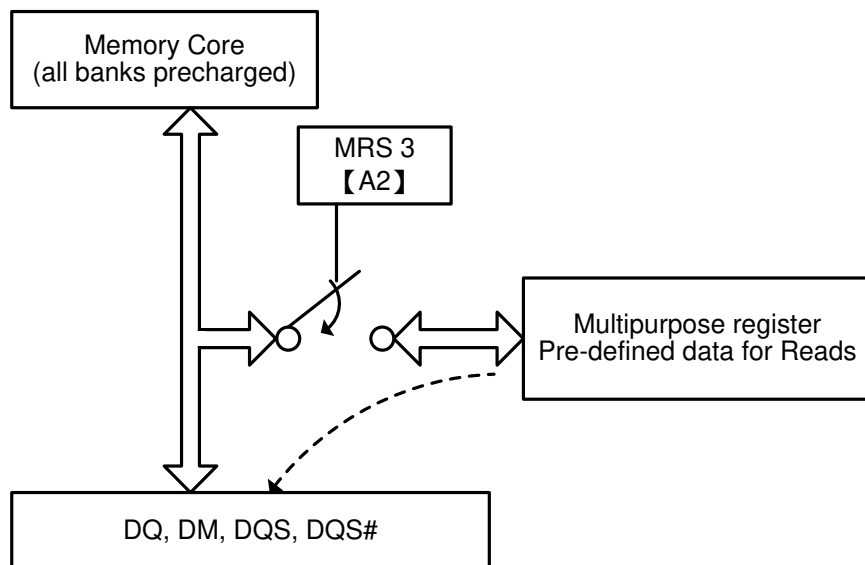 Memory Core
(all banks precharged)
MRS 3
【A2】
Multipurpose register
Pre-defined data for Reads
DQ, DM, DQS, DQS#